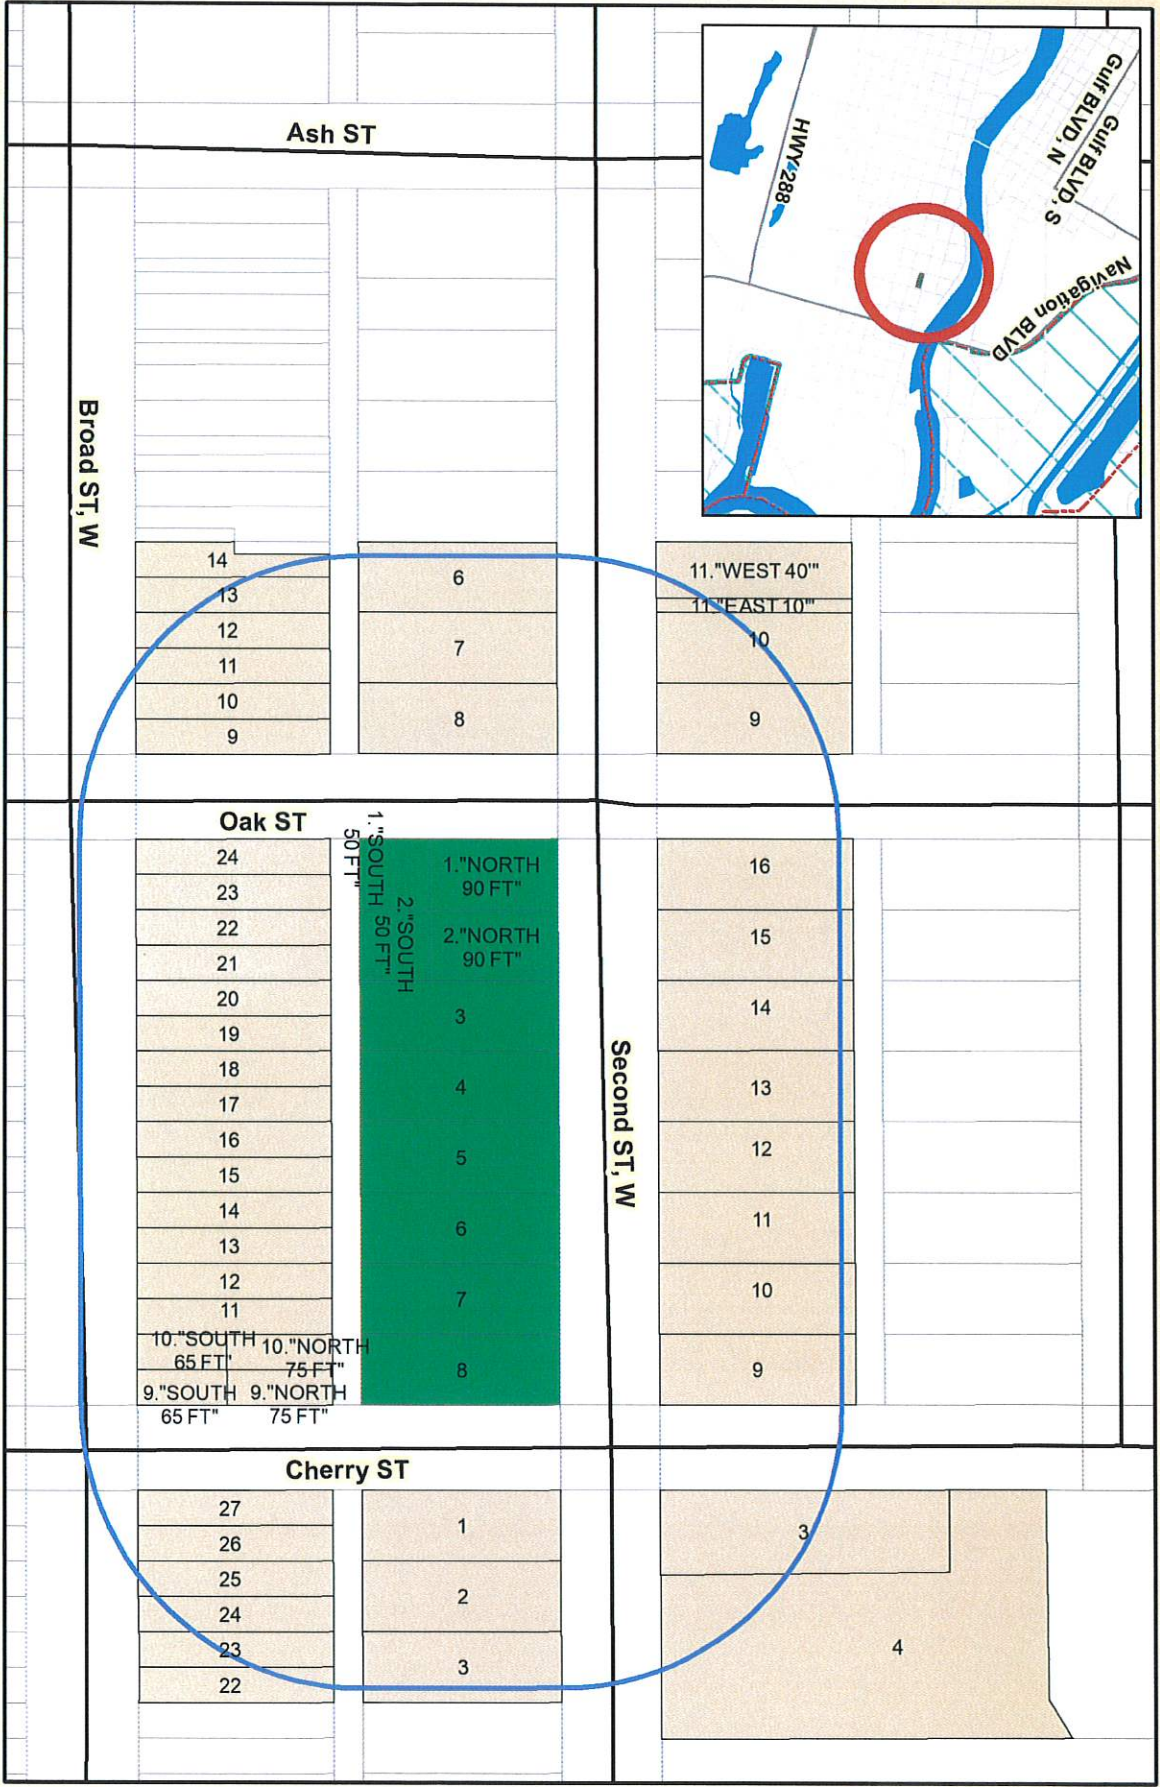 Gulf BLVD, N
Gulf BLVD, S
HWY 288
Navigation BLVD
Ash ST
Broad ST, W
14
13
12
11
10
9
6
7
8
11."WEST 40'"
11."EAST 10'"
10
9
Oak ST
24
23
22
21
20
19
18
17
16
15
14
13
12
11
10."SOUTH
65 FT"
10."NORTH
75 FT"
9."SOUTH
65 FT"
9."NORTH
75 FT"
1."SOUTH
50 FT"
2."SOUTH
50 FT"
1."NORTH
90 FT"
2."NORTH
90 FT"
3
4
5
6
7
8
Second ST, W
16
15
14
13
12
11
10
9
Cherry ST
27
26
25
24
23
22
1
2
3
3
4